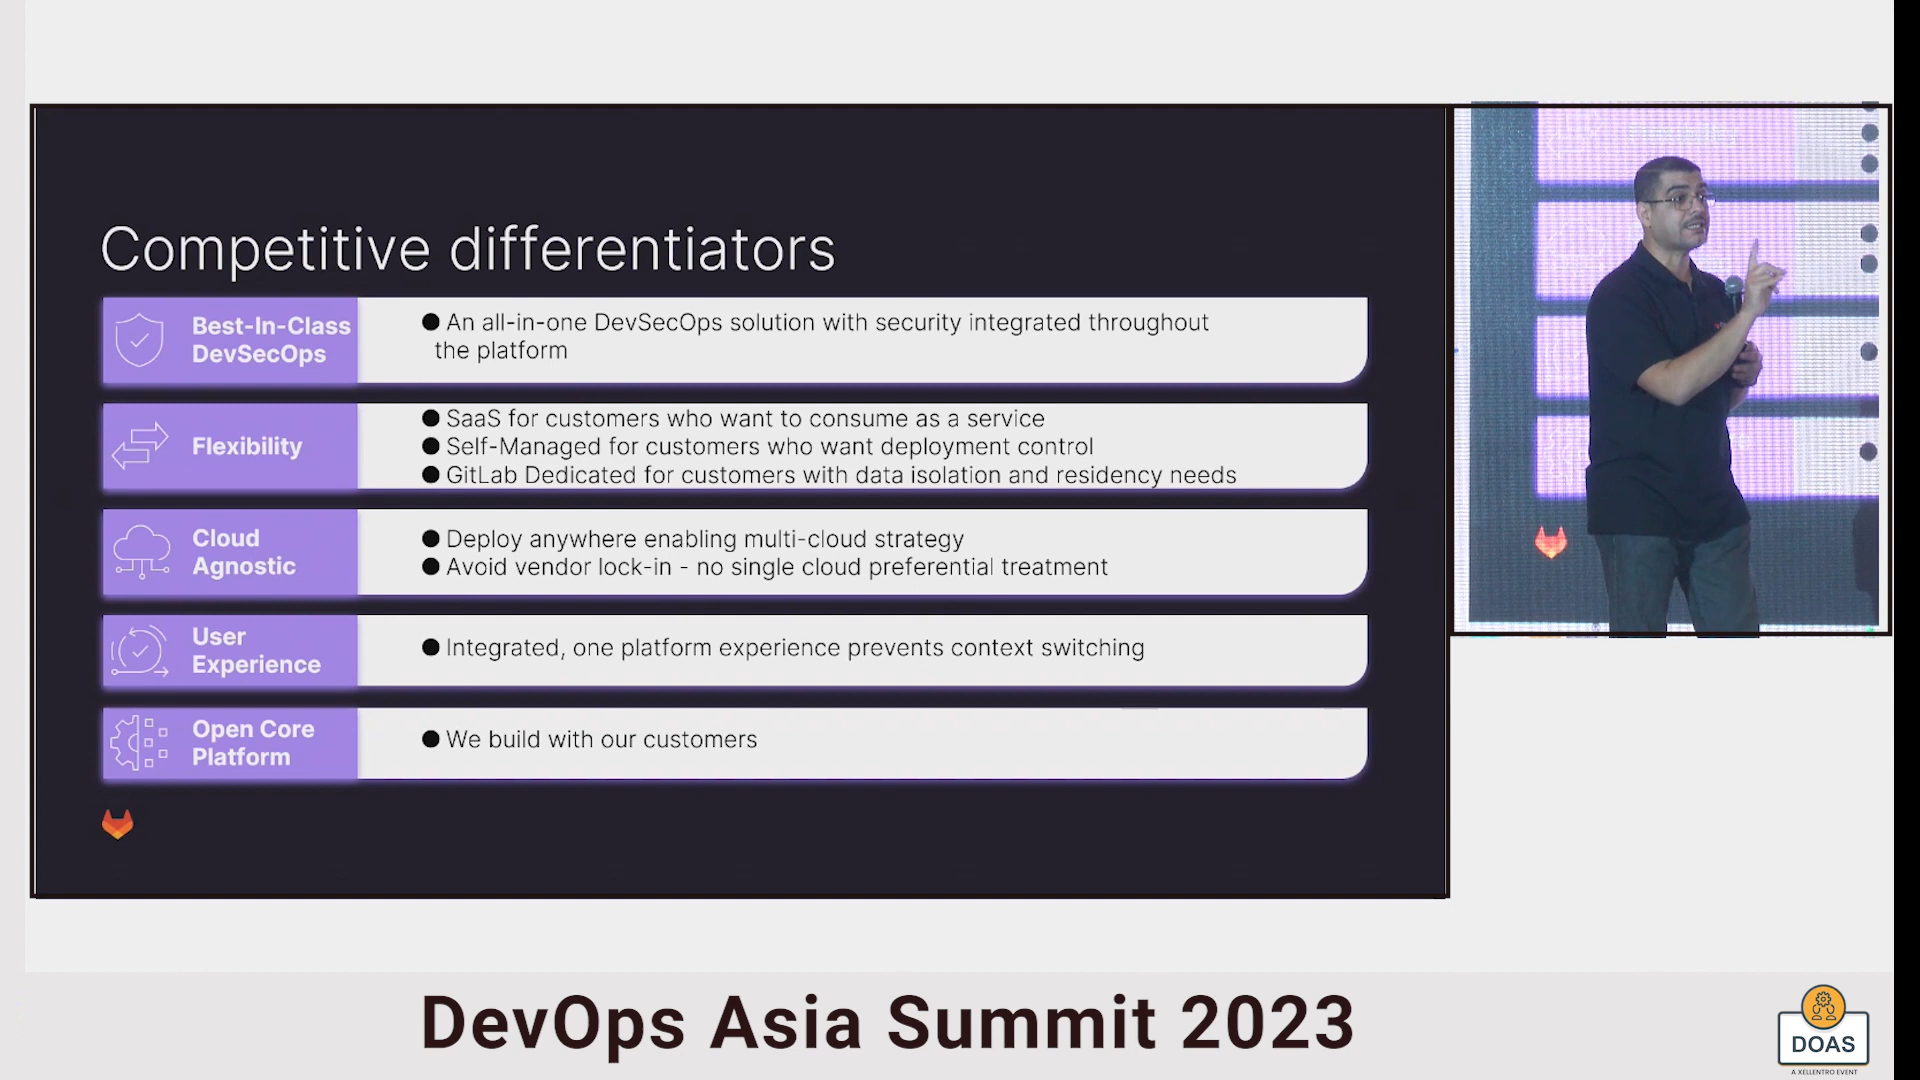 Competitive differentiators
Best-In-Class
DevSecOps
● An all-in-one DevSecOps solution with security integrated throughout
the platform
Flexibility
● SaaS for customers who want to consume as a service
● Self-Managed for customers who want deployment control
● GitLab Dedicated for customers with data isolation and residency needs
Cloud
Agnostic
● Deploy anywhere enabling multi-cloud strategy
● Avoid vendor lock-in - no single cloud preferential treatment
User
Experience
● Integrated, one platform experience prevents context switching
Open Core
Platform
● We build with our customers
DevOps Asia Summit 2023
DOAS
A XELLENTRO EVENT